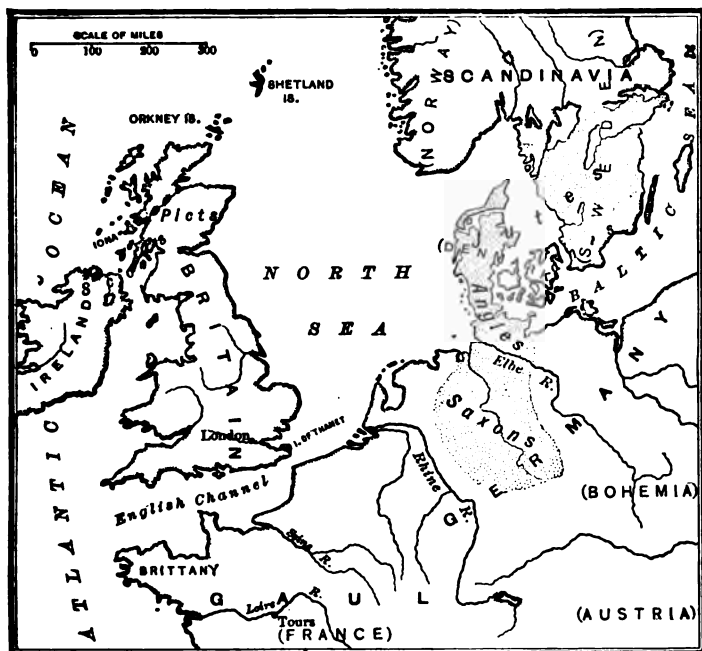 SCALE OF MILES
0 100 200 300
SHETLAND
IS.
ORKNEY IS.
(NORWAY)
SCANDINAVIA
ATLANTIC OCEAN
Picts
IONA
NORTH
SEA
BRITAIN
IRELAND
BALTIC SEA
Angles
Elbe R.
Saxons
GERMANY
London
I. OF THANET
English Channel
Rhine R.
(BOHEMIA)
BRITTANY
Seine R.
GAUL
Loire R.
Tours
(FRANCE)
(AUSTRIA)